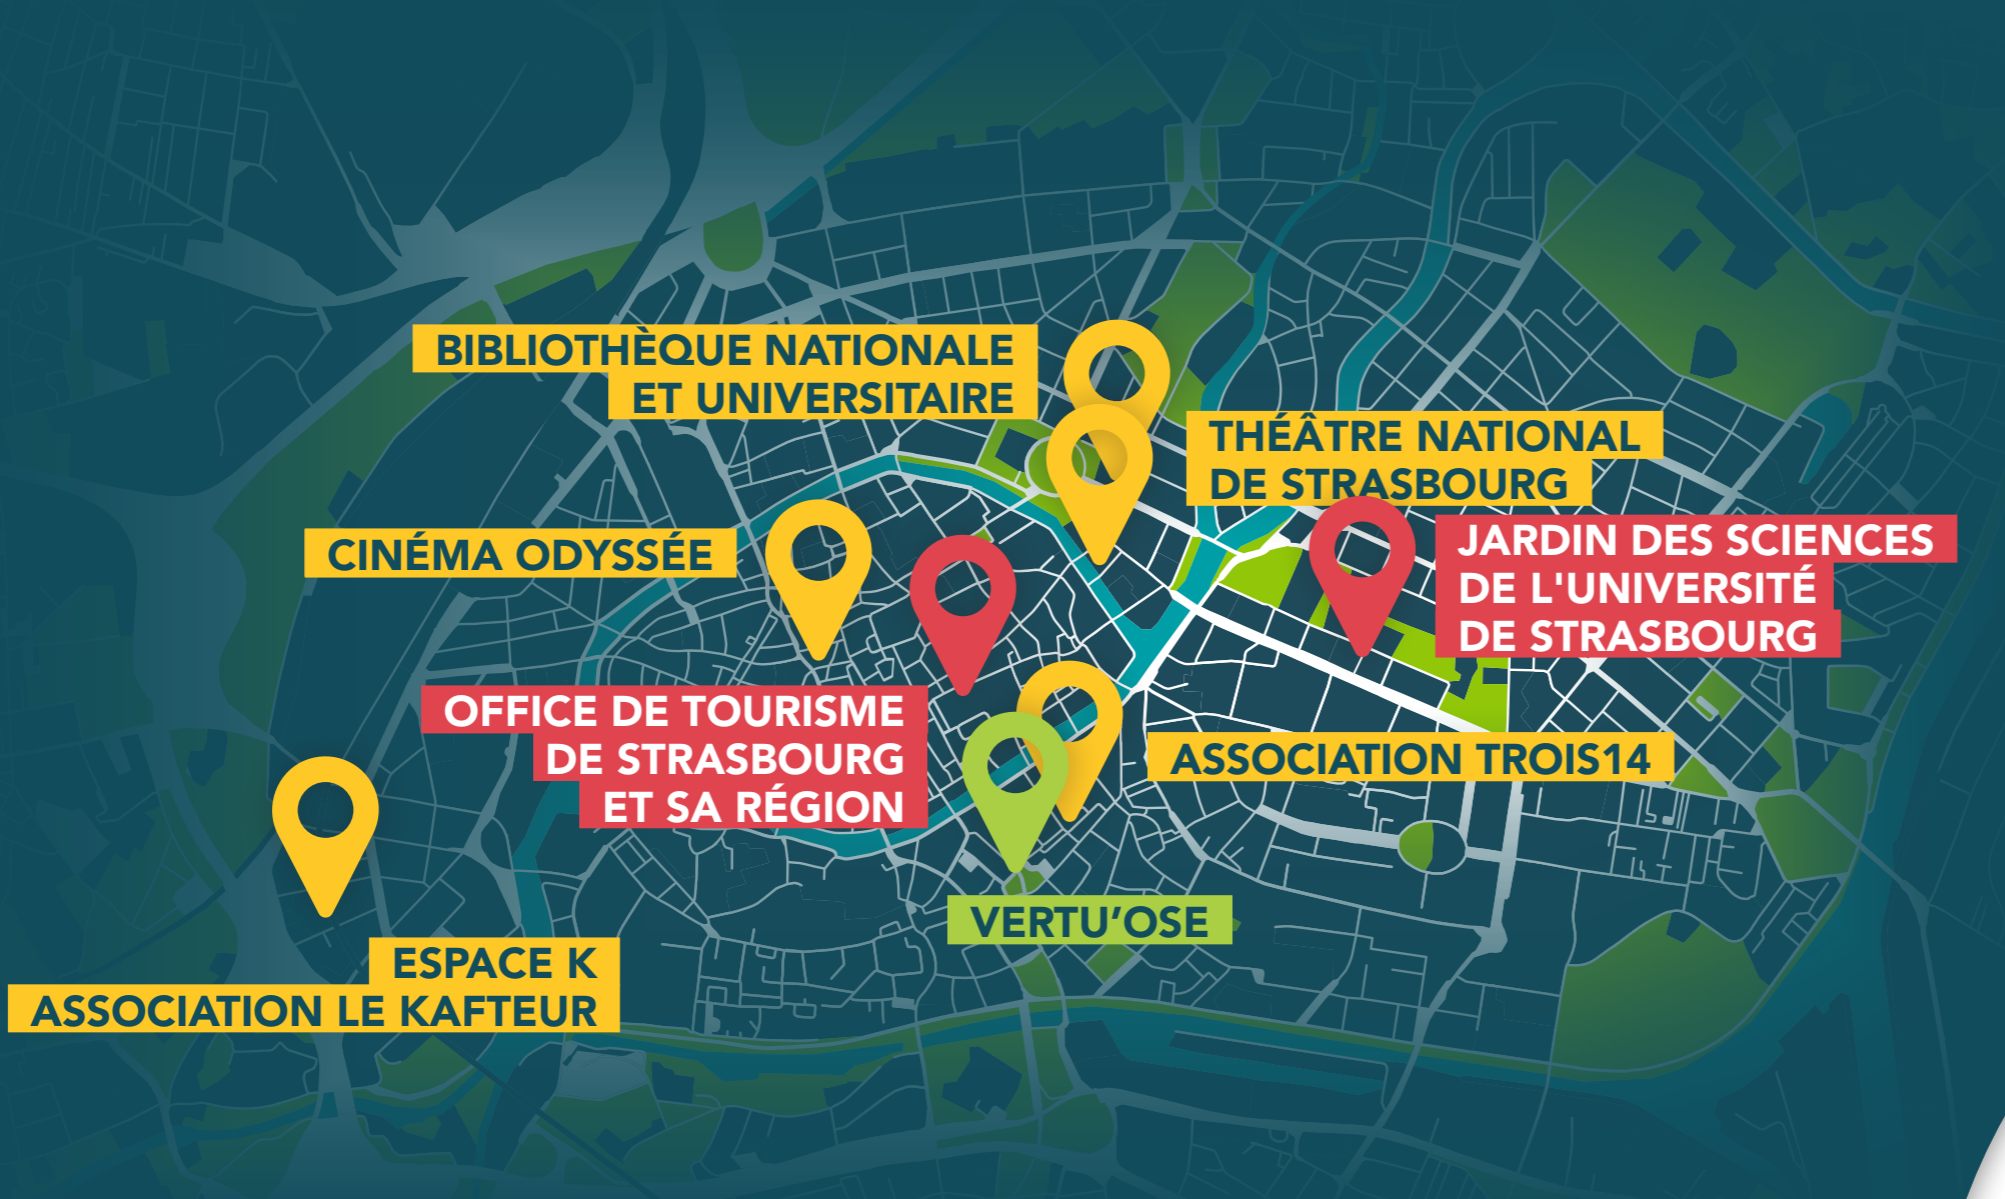 BIBLIOTHÈQUE NATIONALE
ET UNIVERSITAIRE
THÉÂTRE NATIONAL
DE STRASBOURG
CINÉMA ODYSSÉE
JARDIN DES SCIENCES
DE L'UNIVERSITÉ
DE STRASBOURG
OFFICE DE TOURISME
DE STRASBOURG
ET SA RÉGION
ASSOCIATION TROIS14
VERTU’OSE
ESPACE K
ASSOCIATION LE KAFTEUR